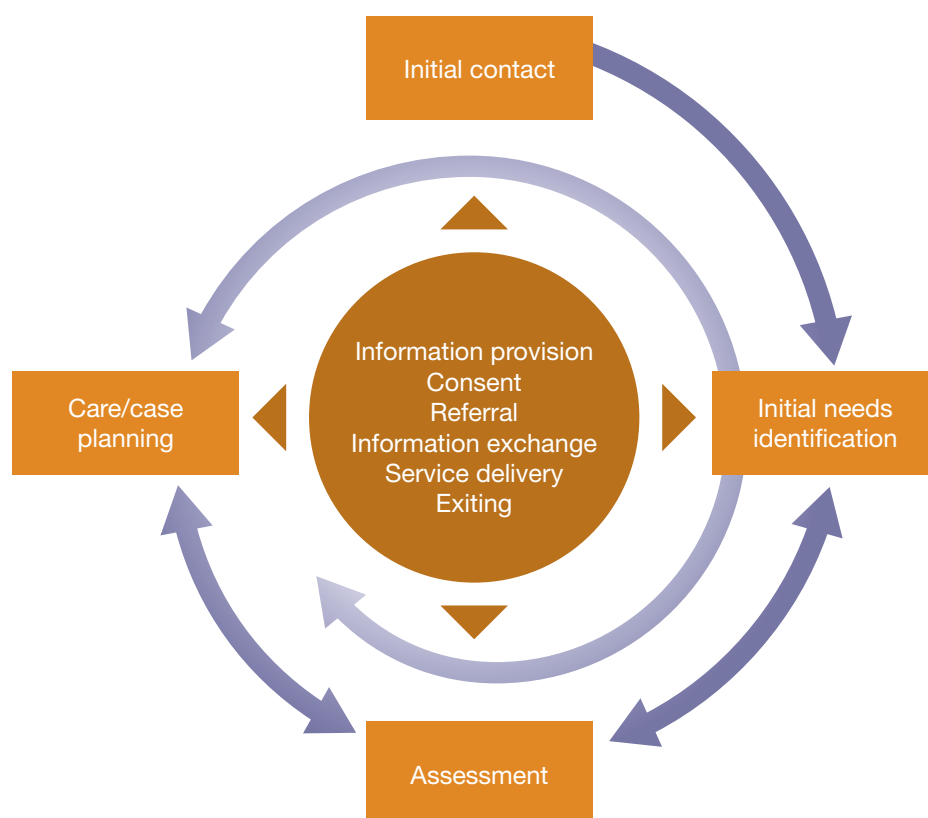 Initial contact
Information provision
Consent
Referral
Information exchange
Service delivery
Exiting
Care/case
planning
Initial needs
identification
Assessment